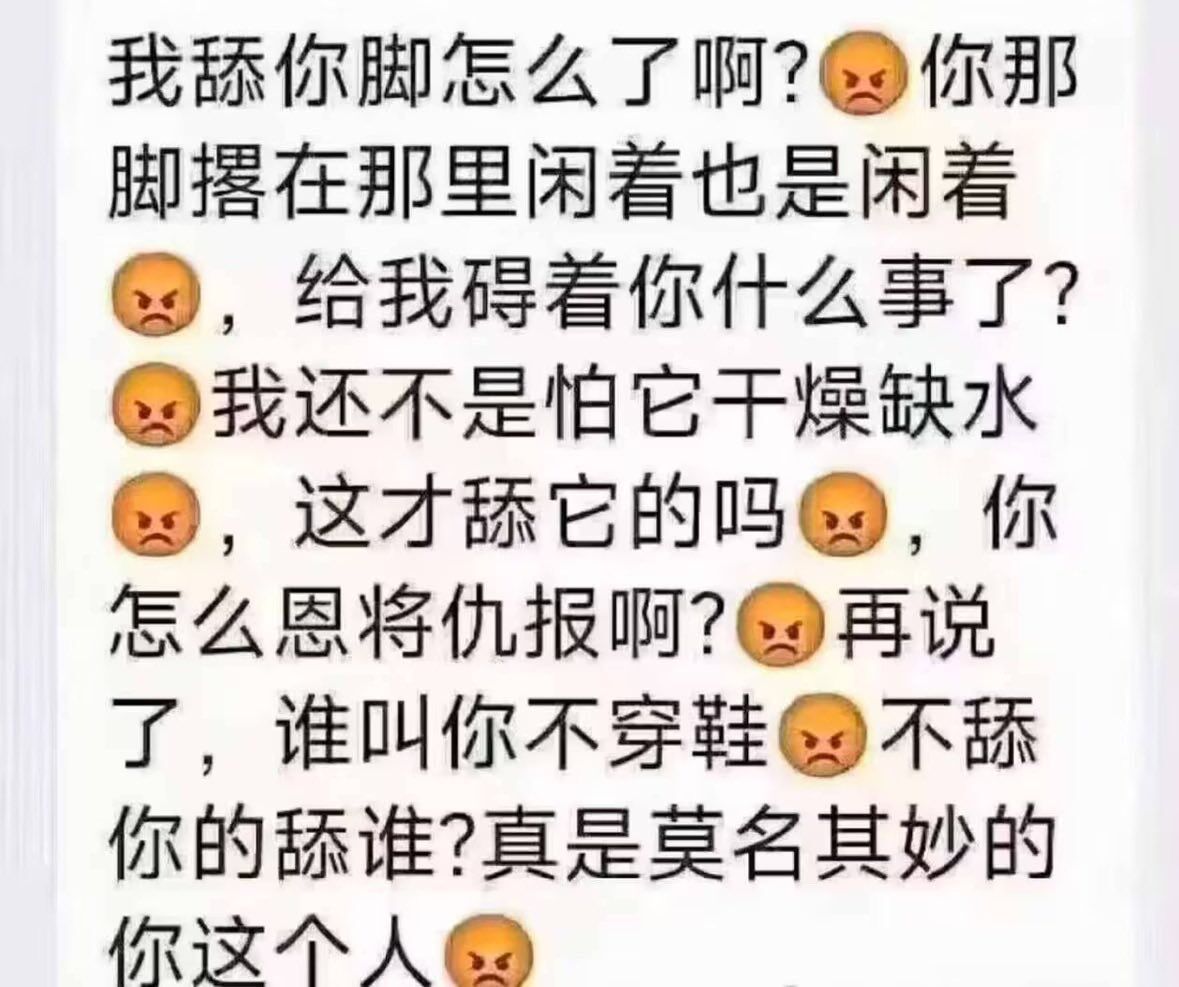 我舔你脚怎么了啊?😡你那
脚撂在那里闲着也是闲着
😡，给我碍着你什么事了?
😡我还不是怕它干燥缺水
😡，这才舔它的吗😡，你
怎么恩将仇报啊?😡再说
了，谁叫你不穿鞋😡不舔
你的舔谁?真是莫名其妙的
你这个人😡